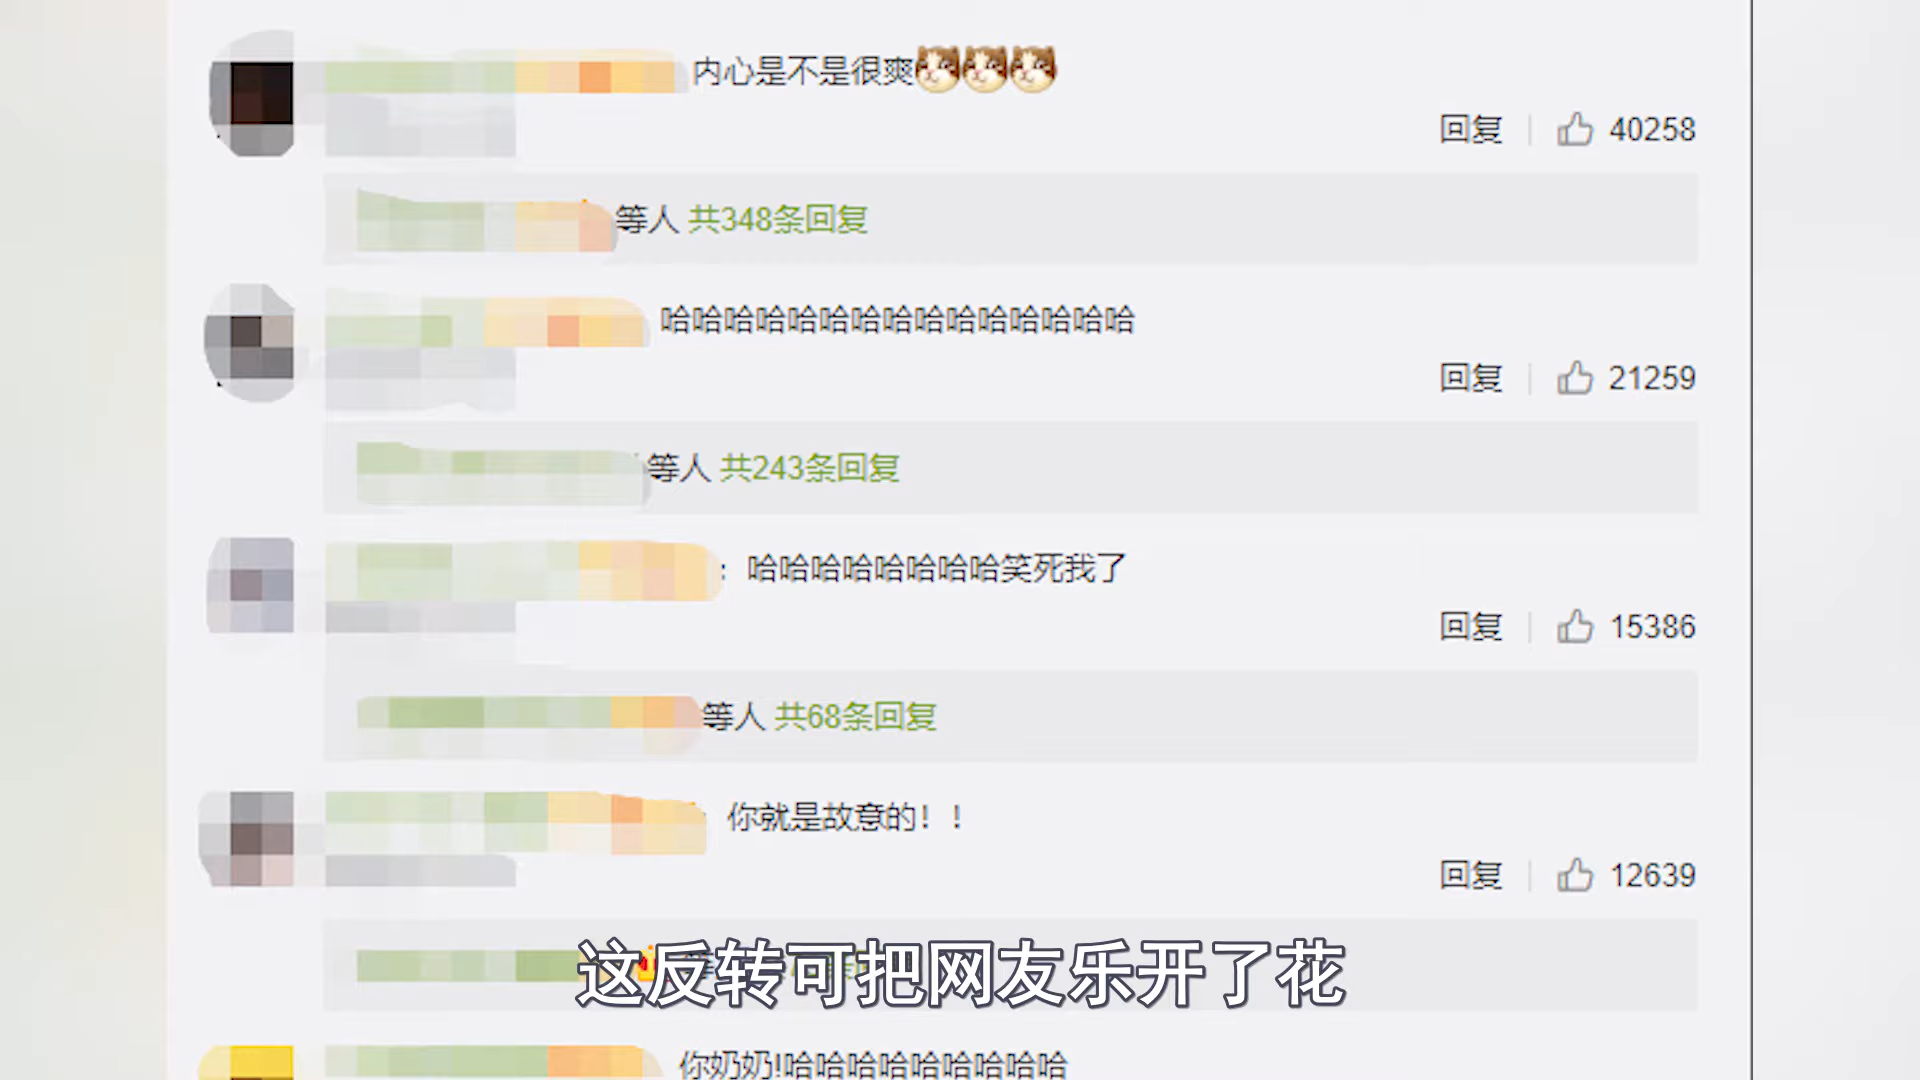 内心是不是很爽
回复 40258
等人 共348条回复
哈哈哈哈哈哈哈哈哈哈哈哈哈哈哈
回复 21259
等人 共243条回复
: 哈哈哈哈哈哈哈哈笑死我了
回复 15386
等人 共68条回复
你就是故意的！！
回复 12639
这反转可把网友乐开了花
你奶奶!哈哈哈哈哈哈哈哈哈